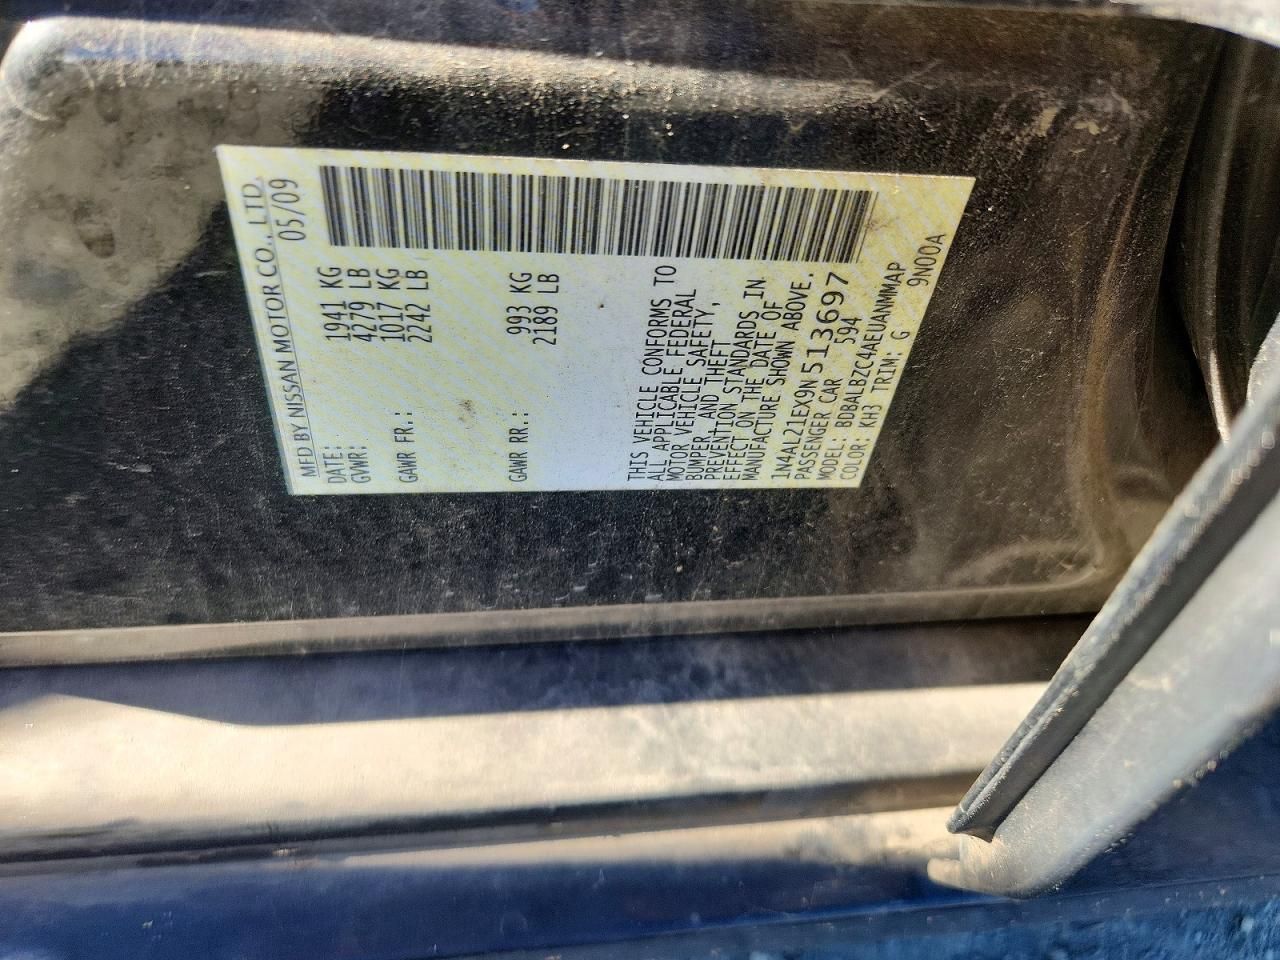 MFD BY NISSAN MOTOR CO., LTD.
DATE: 05/09
GVWR: 1941 KG
4279 LB
GAWR FR.: 1017 KG
2242 LB
GAWR RR.: 993 KG
2189 LB
THIS VEHICLE CONFORMS TO
ALL APPLICABLE FEDERAL
MOTOR VEHICLE SAFETY,
BUMPER, AND THEFT
PREVENTION STANDARDS IN
EFFECT ON THE DATE OF
MANUFACTURE SHOWN ABOVE.
1N4AL21EX9N513697
PASSENGER CAR 594
MODEL: BDBALBZC4AEUANMMAP
COLOR: KH3 TRIM: G 9N00A